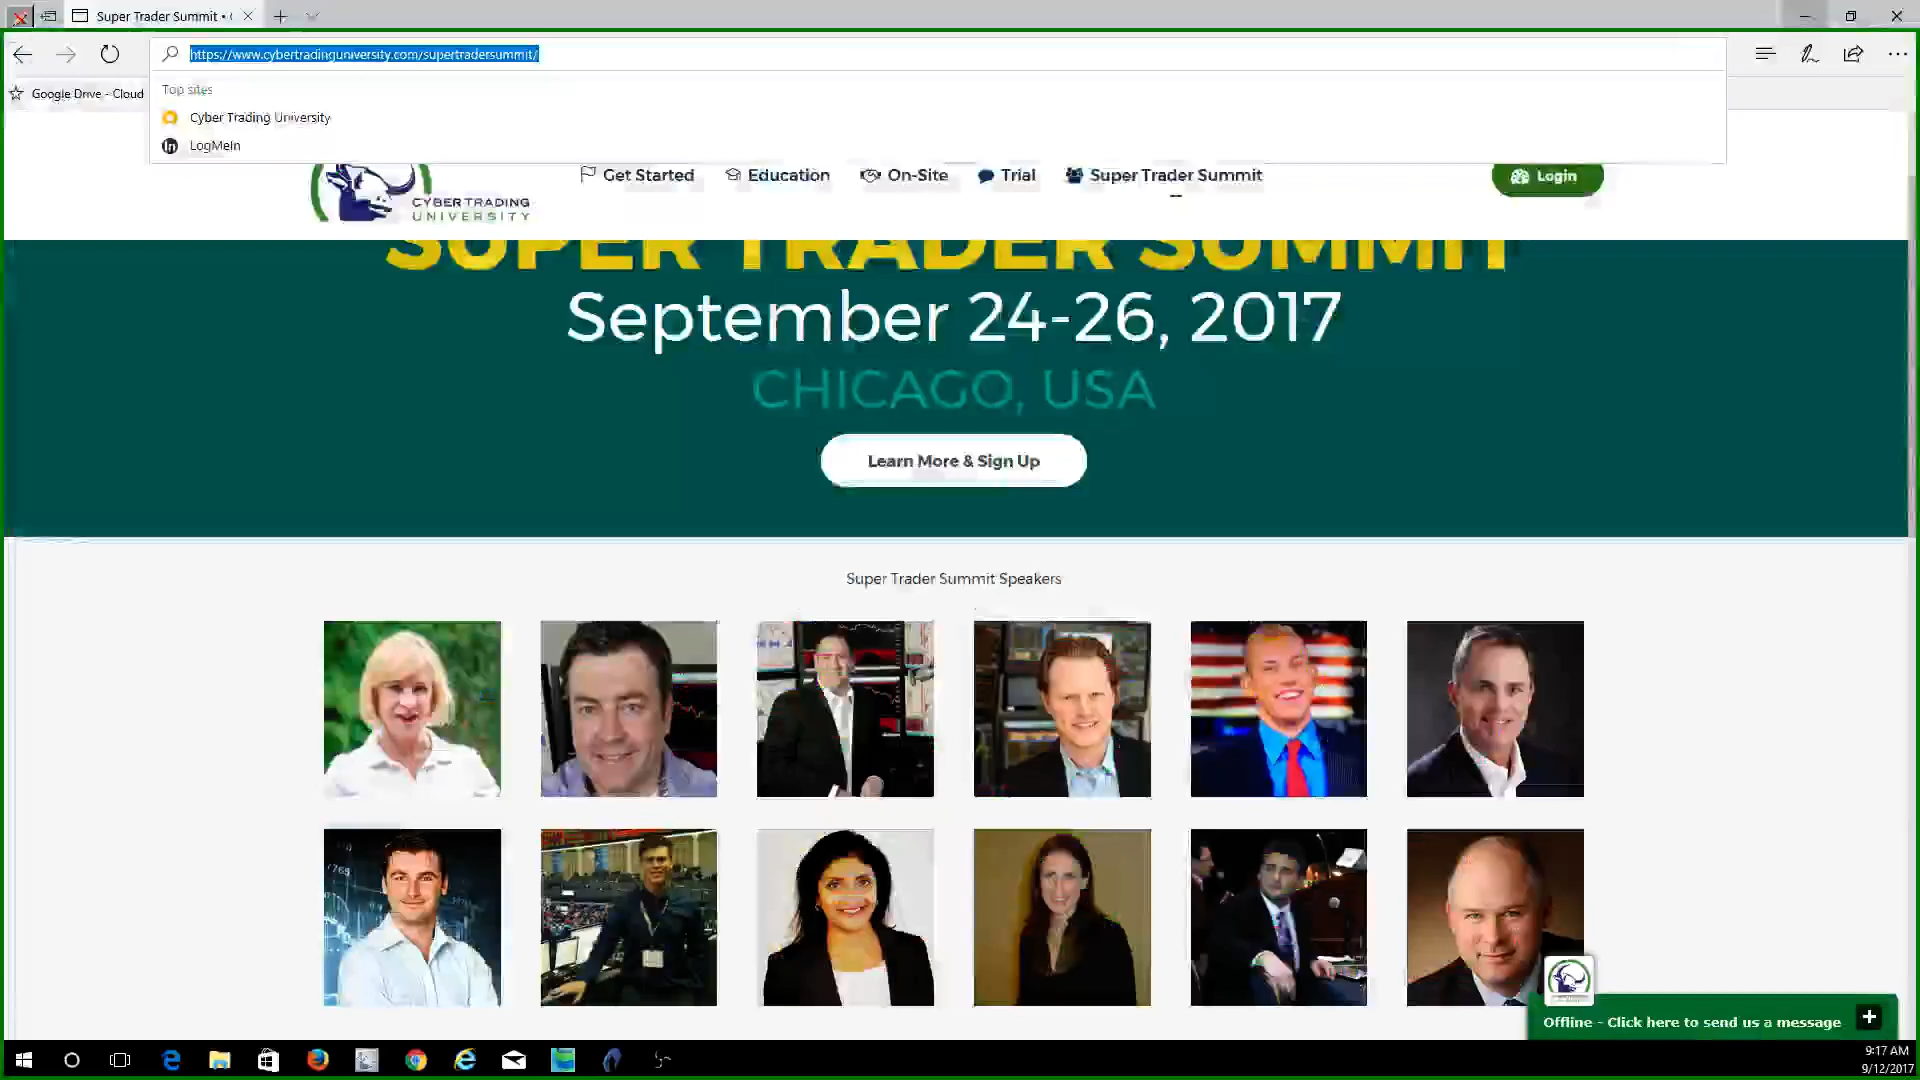 Super Trader Summit • 
https://www.cybertradinguniversity.com/supertradersummit/
Top sites
Google Drive - Cloud
Cyber Trading University
LogMeIn
Get Started
Education
On-Site
Trial
Super Trader Summit
Login
CYBER TRADING
UNIVERSITY
SUPER TRADER SUMMIT
September 24-26, 2017
CHICAGO, USA
Learn More & Sign Up
Super Trader Summit Speakers
Offline - Click here to send us a message
9:17 AM
9/12/2017